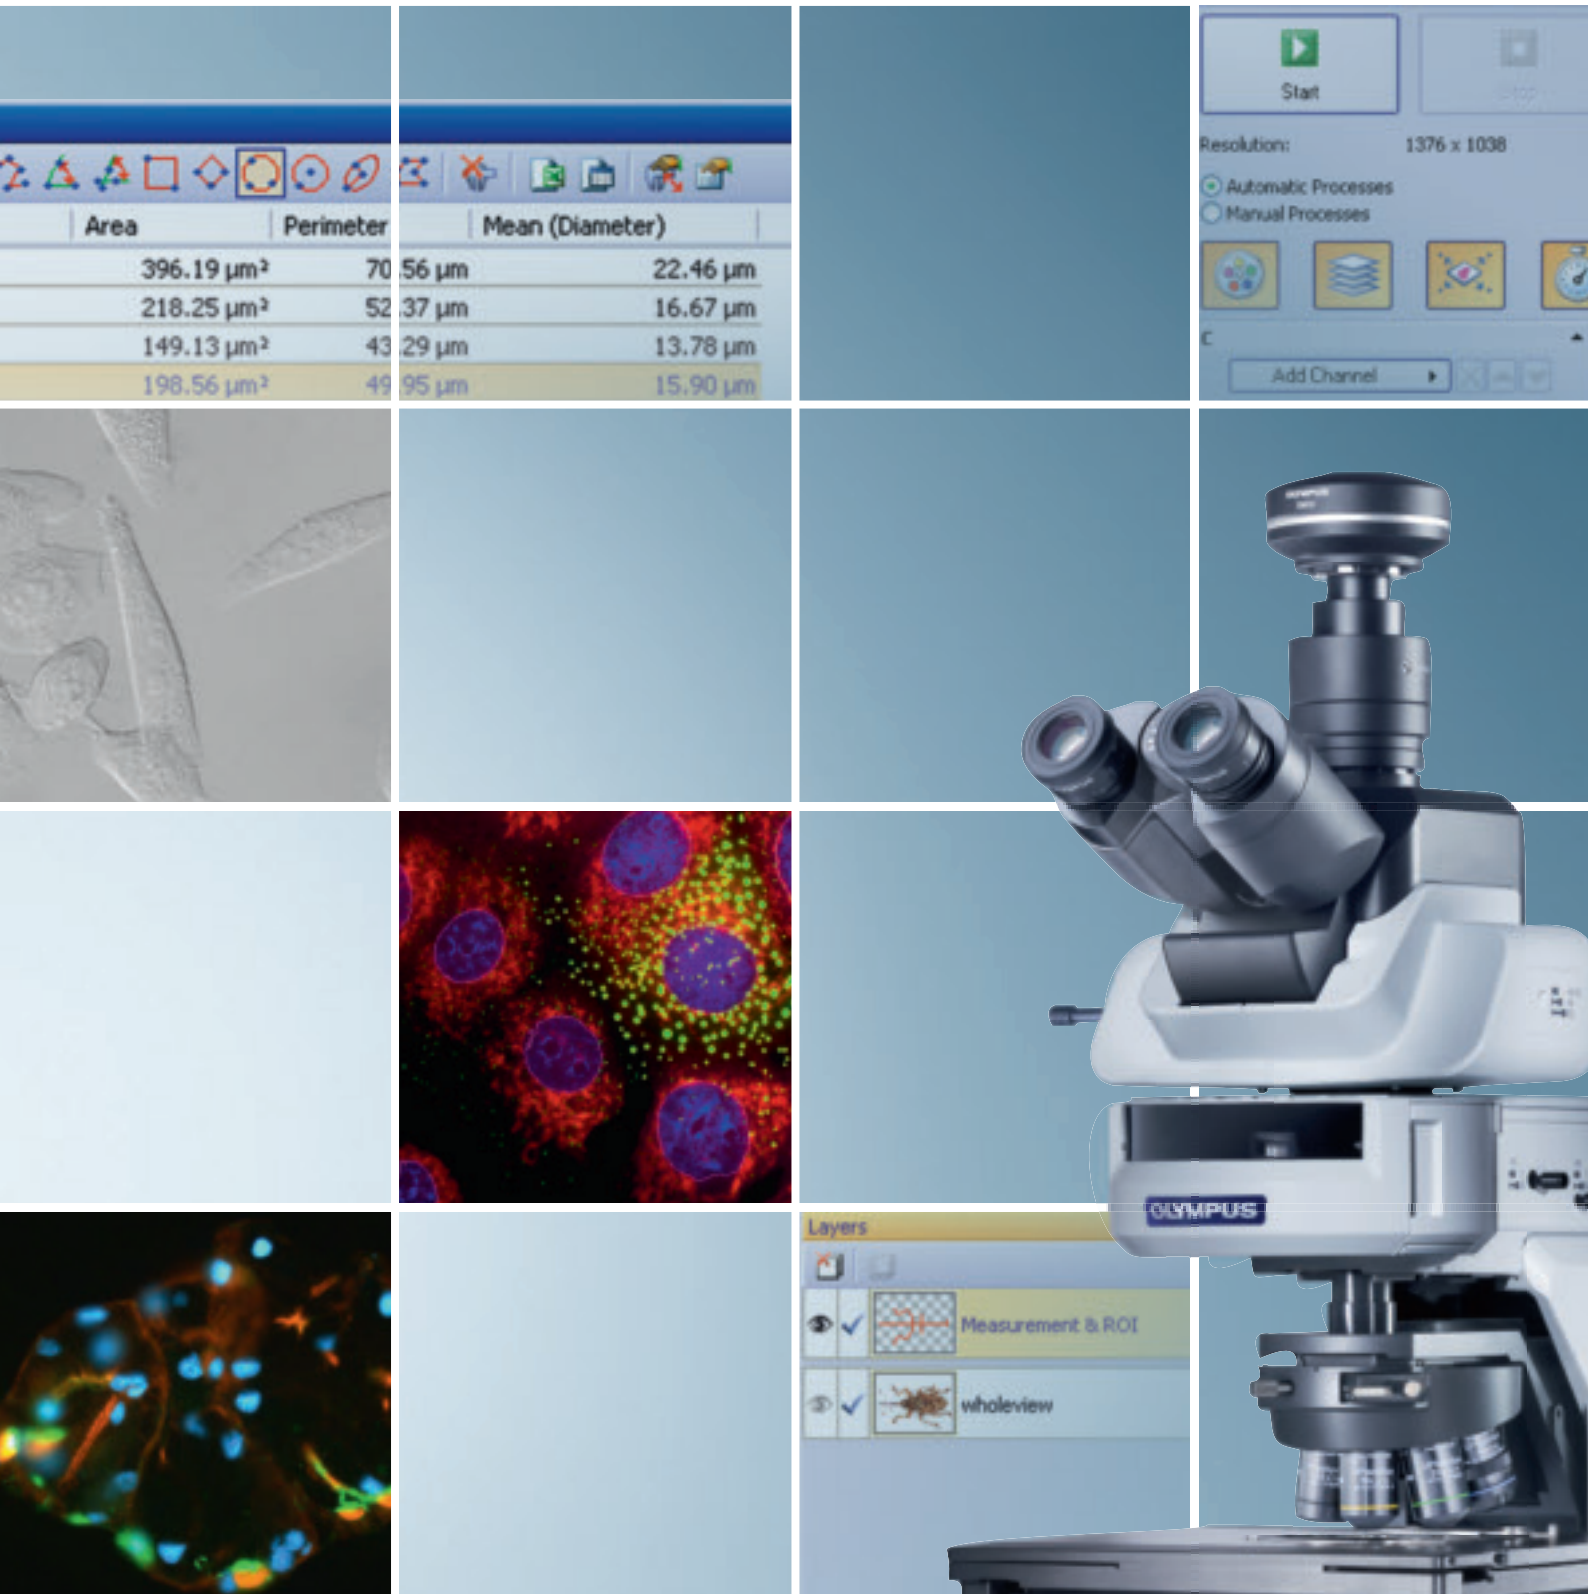 Start
Resolution: 1376 x 1038
Automatic Processes
Manual Processes
Add Channel
Area Perimeter Mean (Diameter)
396.19 µm² 70.56 µm 22.46 µm
218.25 µm² 52.37 µm 16.67 µm
149.13 µm² 43.29 µm 13.78 µm
198.56 µm² 49.95 µm 15.90 µm
OLYMPUS
Layers
Measurement & ROI
wholeview